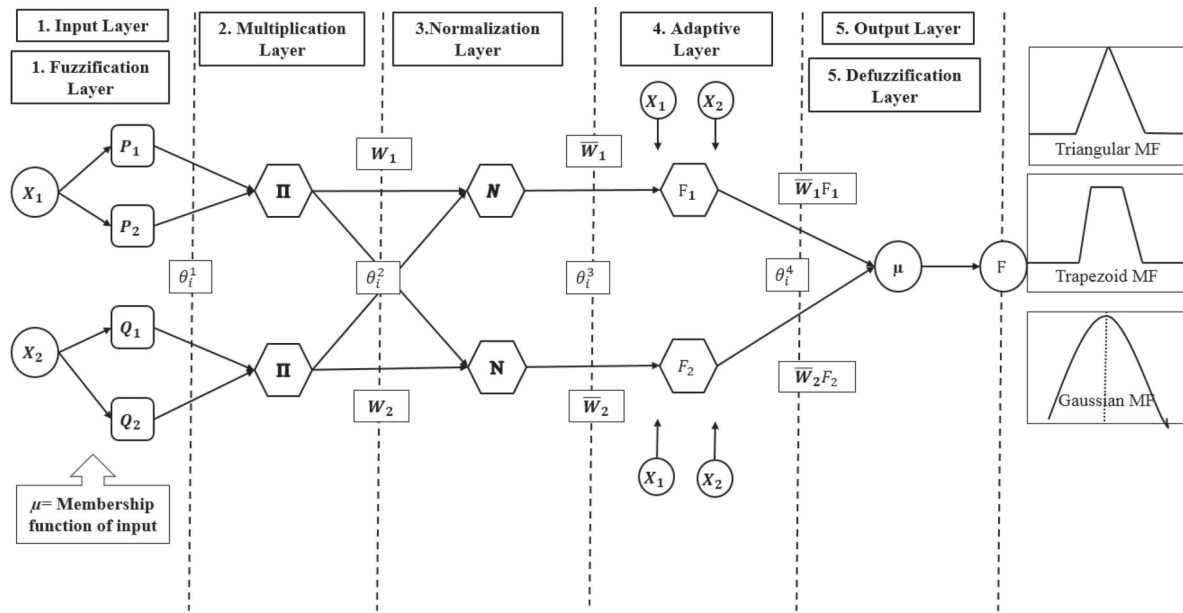 1. Input Layer
1. Fuzzification
Layer
2. Multiplication
Layer
3.Normalization
Layer
4. Adaptive
Layer
5. Output Layer
5. Defuzzification
Layer
X₁
P₁
P₂
X₂
Q₁
Q₂
μ= Membership
function of input
θᵢ¹
Π
Π
W₁
θᵢ²
W₂
N
N
W̅₁
θᵢ³
W̅₂
X₁
X₂
F₁
F₂
X₁
X₂
W̅₁F₁
θᵢ⁴
W̅₂F₂
μ
F
Triangular MF
Trapezoid MF
Gaussian MF